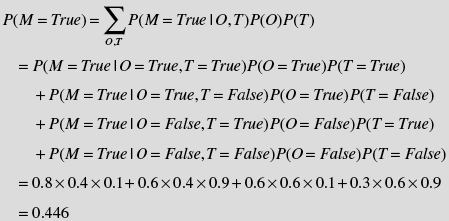 P(M = True) = ∑ P(M = True | O, T)P(O)P(T)
O,T
= P(M = True | O = True, T = True)P(O = True)P(T = True)
+ P(M = True | O = True, T = False)P(O = True)P(T = False)
+ P(M = True | O = False, T = True)P(O = False)P(T = True)
+ P(M = True | O = False, T = False)P(O = False)P(T = False)
= 0.8 × 0.4 × 0.1 + 0.6 × 0.4 × 0.9 + 0.6 × 0.6 × 0.1 + 0.3 × 0.6 × 0.9
= 0.446